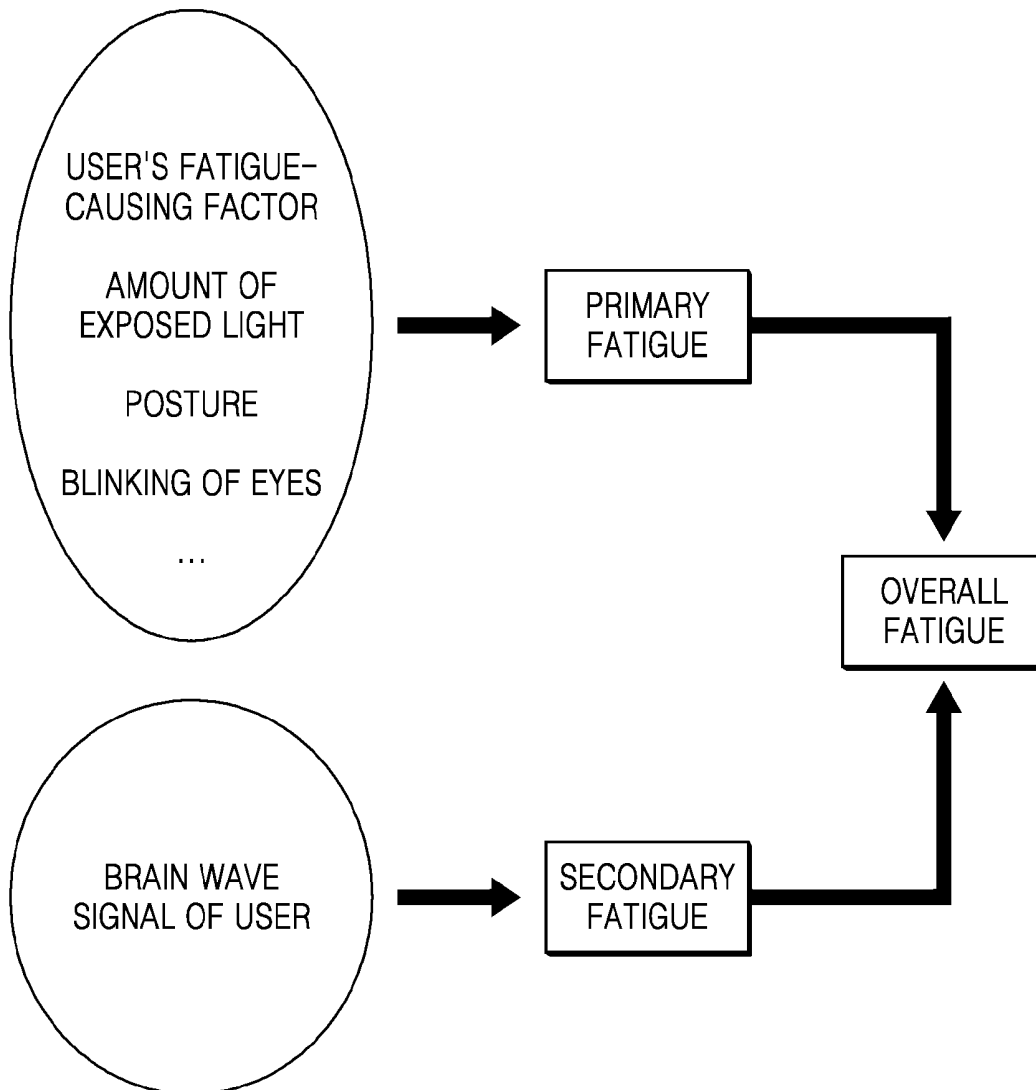 USER'S FATIGUE-
CAUSING FACTOR
AMOUNT OF
EXPOSED LIGHT
POSTURE
BLINKING OF EYES
...
PRIMARY
FATIGUE
OVERALL
FATIGUE
BRAIN WAVE
SIGNAL OF USER
SECONDARY
FATIGUE